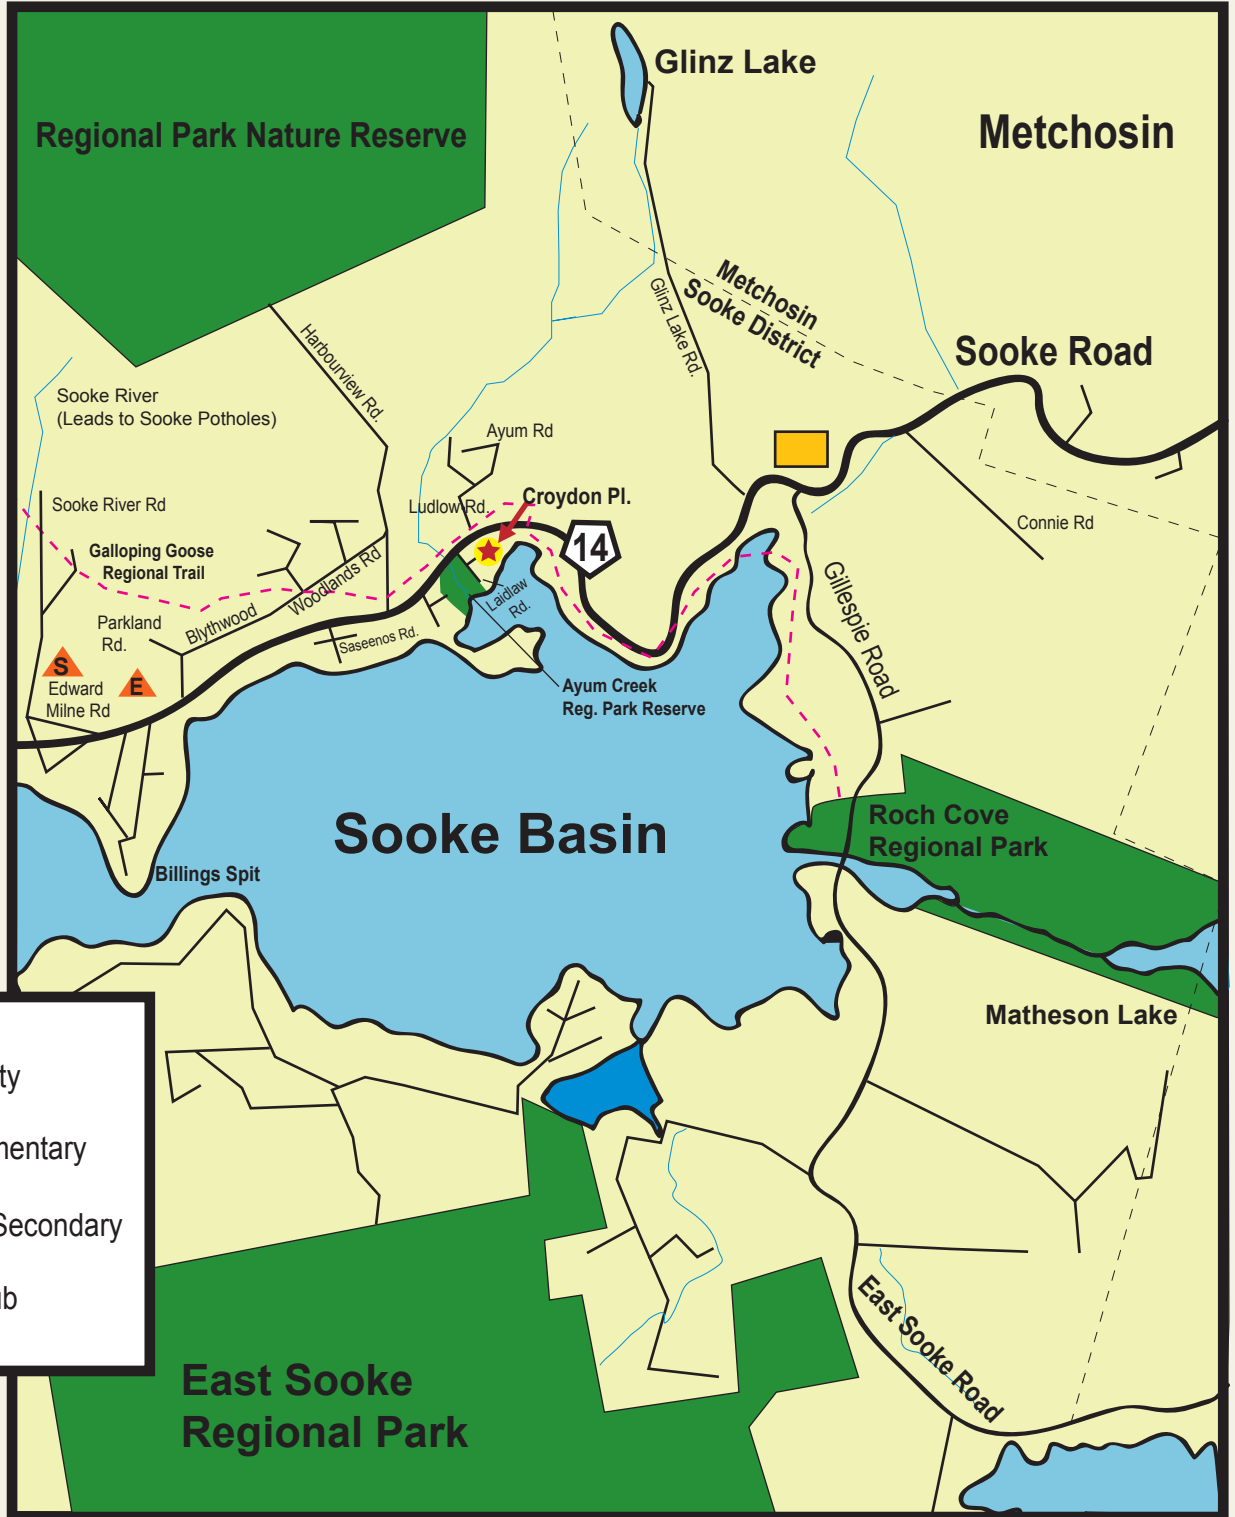 Glinz Lake
Regional Park Nature Reserve
Metchosin
Metchosin
Sooke District
Glinz Lake Rd.
Harbourview Rd.
Sooke Road
Sooke River
(Leads to Sooke Potholes)
Ayum Rd
Sooke River Rd
Ludlow Rd.
Croydon Pl.
14
Connie Rd
Galloping Goose
Regional Trail
Woodlands Rd
Blythwood
Laidlaw
Rd.
Gillespie Road
Parkland
Rd.
Saseenos Rd.
S
E
Edward
Milne Rd
Ayum Creek
Reg. Park Reserve
Sooke Basin
Roch Cove
Regional Park
Billings Spit
Matheson Lake
ty
Secondary
East Sooke Road
East Sooke
Regional Park